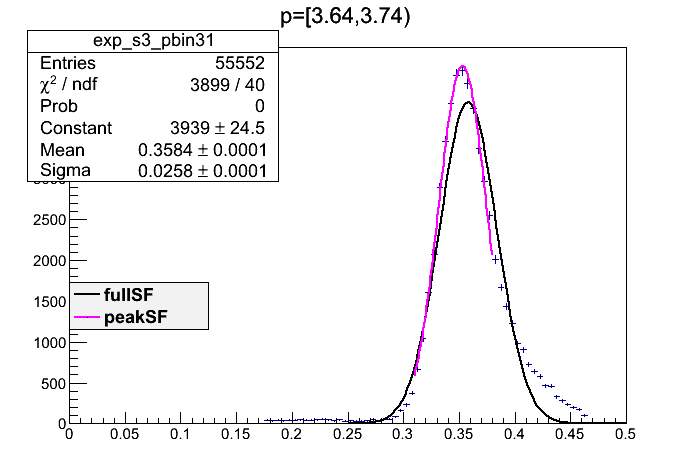 p=[3.64,3.74)
exp_s3_pbin31
Entries 55552
χ² / ndf 3899 / 40
Prob 0
Constant 3939 ± 24.5
Mean 0.3584 ± 0.0001
Sigma 0.0258 ± 0.0001
2500
2000
1500
1000
500
0
fullSF
peakSF
0 0.05 0.1 0.15 0.2 0.25 0.3 0.35 0.4 0.45 0.5